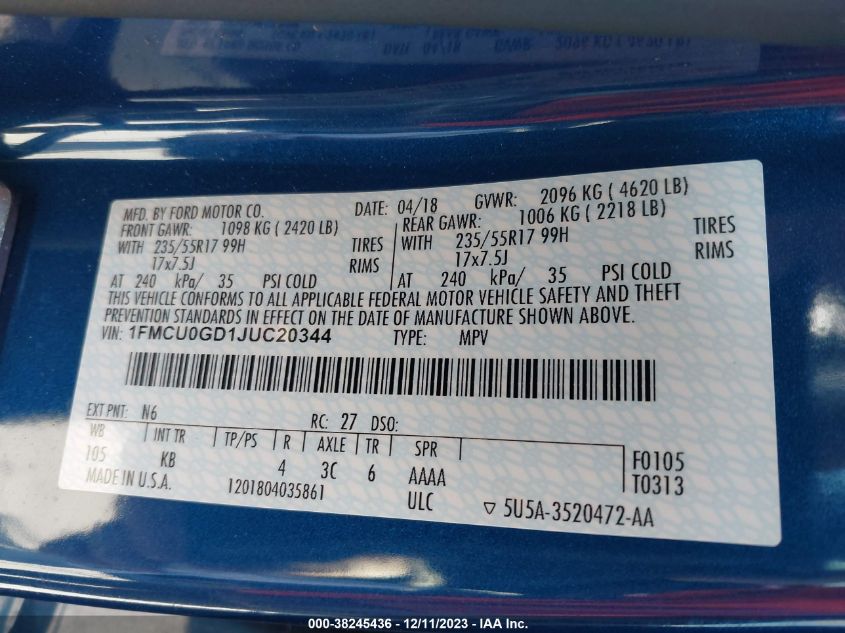 MFD. BY FORD MOTOR CO. DATE: 04/18 GVWR: 2096 KG ( 4620 LB)
FRONT GAWR: 1098 KG ( 2420 LB) REAR GAWR: 1006 KG ( 2218 LB)
WITH 235/55R17 99H TIRES WITH 235/55R17 99H TIRES
17x7.5J RIMS 17x7.5J RIMS
AT 240 kPa/ 35 PSI COLD AT 240 kPa/ 35 PSI COLD
THIS VEHICLE CONFORMS TO ALL APPLICABLE FEDERAL MOTOR VEHICLE SAFETY AND THEFT
PREVENTION STANDARDS IN EFFECT ON THE DATE OF MANUFACTURE SHOWN ABOVE.
VIN: 1FMCU0GD1JUC20344 TYPE: MPV
EXT PNT: N6 RC: 27 DSO:
WB INT TR TP/PS R AXLE TR SPR
105 KB 4 3C 6 AAAA F0105
MADE IN U.S.A. 1201804035861 ULC T0313
5U5A-3520472-AA
000-38245436 - 12/11/2023 - IAA Inc.